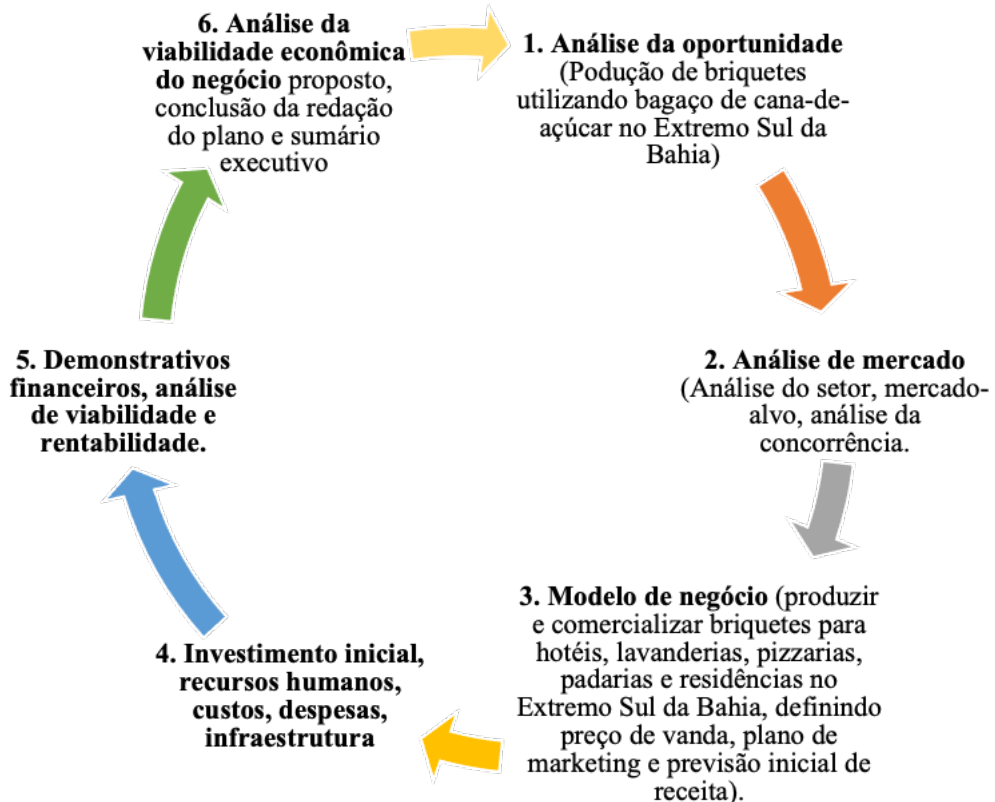 1. Análise da oportunidade
(Podução de briquetes
utilizando bagaço de cana-de-
açúcar no Extremo Sul da
Bahia)
2. Análise de mercado
(Análise do setor, mercado-
alvo, análise da
concorrência.
3. Modelo de negócio (produzir
e comercializar briquetes para
hotéis, lavanderias, pizzarias,
padarias e residências no
Extremo Sul da Bahia, definindo
preço de vanda, plano de
marketing e previsão inicial de
receita).
4. Investimento inicial,
recursos humanos,
custos, despesas,
infraestrutura
5. Demonstrativos
financeiros, análise
de viabilidade e
rentabilidade.
6. Análise da
viabilidade econômica
do negócio proposto,
conclusão da redação
do plano e sumário
executivo